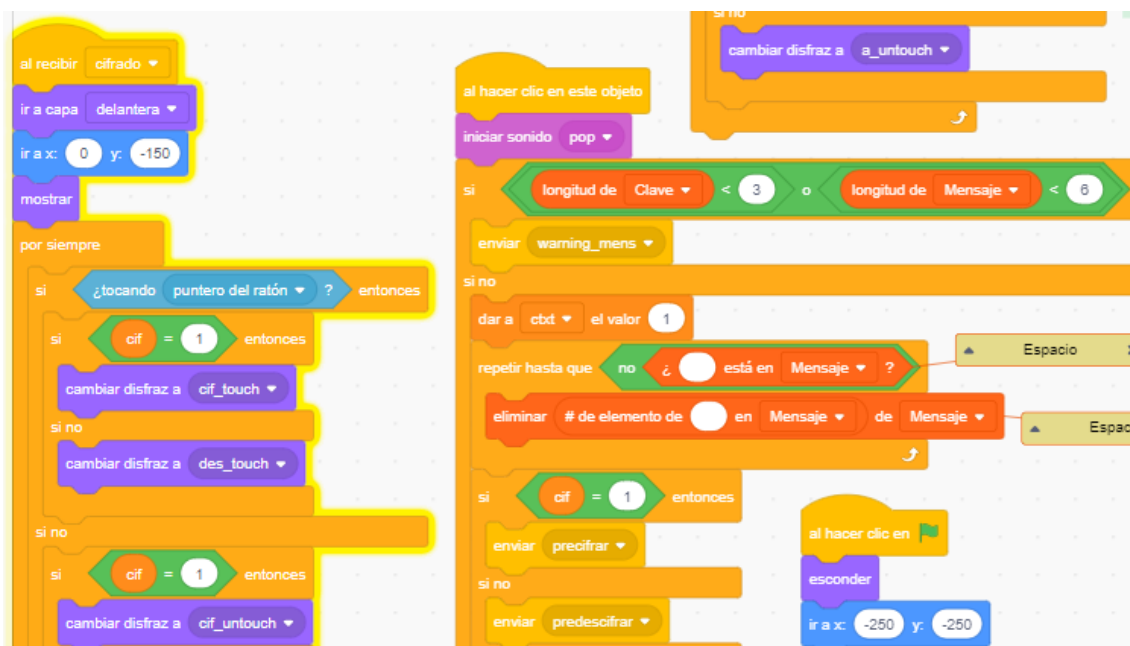 al recibir cifrado
ir a capa delantera
ir a x: 0 y: -150
mostrar
por siempre
si ¿tocando puntero del ratón ? entonces
si cif = 1 entonces
cambiar disfraz a cif_touch
si no
cambiar disfraz a des_touch
si no
si cif = 1 entonces
cambiar disfraz a cif_untouch
si no
cambiar disfraz a a_untouch
al hacer clic en este objeto
iniciar sonido pop
si longitud de Clave < 3 o longitud de Mensaje < 6
enviar warning_mens
si no
dar a ctxt el valor 1
repetir hasta que no ¿ está en Mensaje ?
Espacio
eliminar # de elemento de en Mensaje de Mensaje
Espac
si cif = 1 entonces
enviar precifrar
si no
enviar predescifrar
al hacer clic en
esconder
ir a x: -250 y: -250